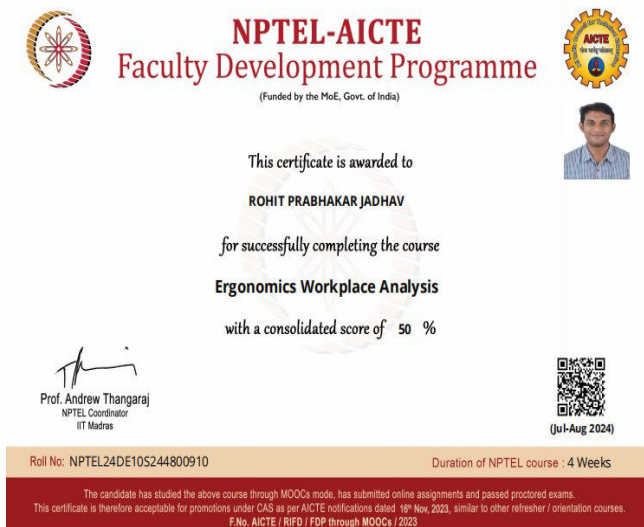 NPTEL-AICTE
Faculty Development Programme
(Funded by the MoE, Govt. of India)
AICTE
This certificate is awarded to
ROHIT PRABHAKAR JADHAV
for successfully completing the course
Ergonomics Workplace Analysis
with a consolidated score of 50 %
Prof. Andrew Thangaraj
NPTEL Coordinator
IIT Madras
(Jul-Aug 2024)
Roll No: NPTEL24DE10S244800910
Duration of NPTEL course : 4 Weeks
The candidate has studied the above course through MOOCs mode, has submitted online assignments and passed proctored exams.
This certificate is therefore acceptable for promotions under CAS as per AICTE notifications dated 16th Nov, 2023, similar to other refresher / orientation courses.
F.No. AICTE / RIFD / FDP through MOOCs / 2023